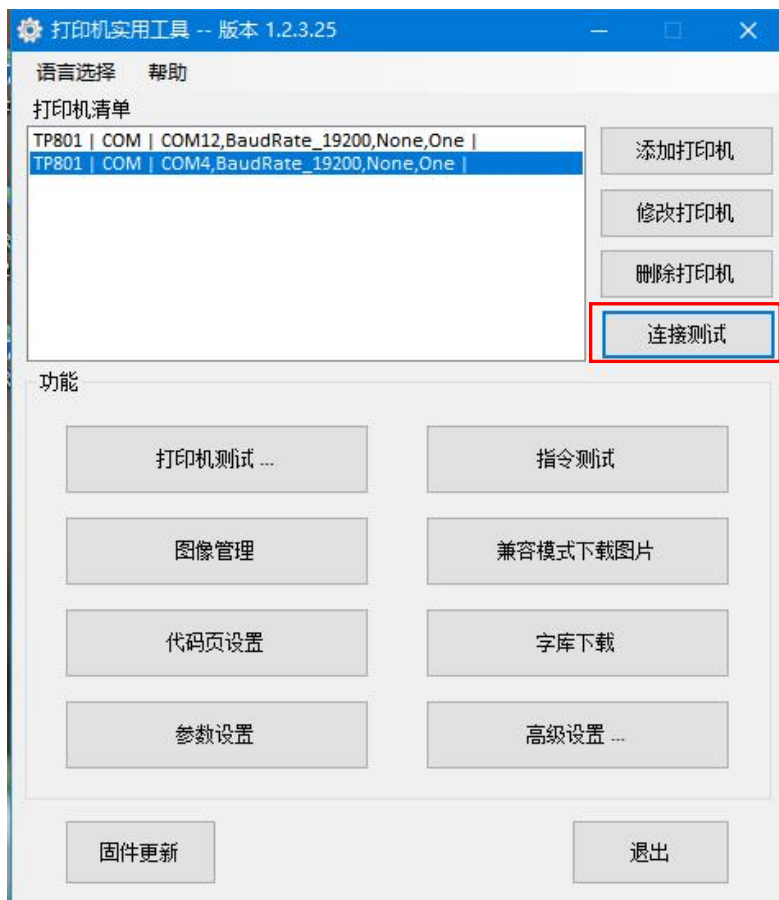 打印机实用工具 -- 版本 1.2.3.25
语言选择 帮助
打印机清单
TP801 | COM | COM12,BaudRate_19200,None,One |
TP801 | COM | COM4,BaudRate_19200,None,One |
添加打印机
修改打印机
删除打印机
连接测试
功能
打印机测试 ...
指令测试
图像管理
兼容模式下载图片
代码页设置
字库下载
参数设置
高级设置 ...
固件更新
退出